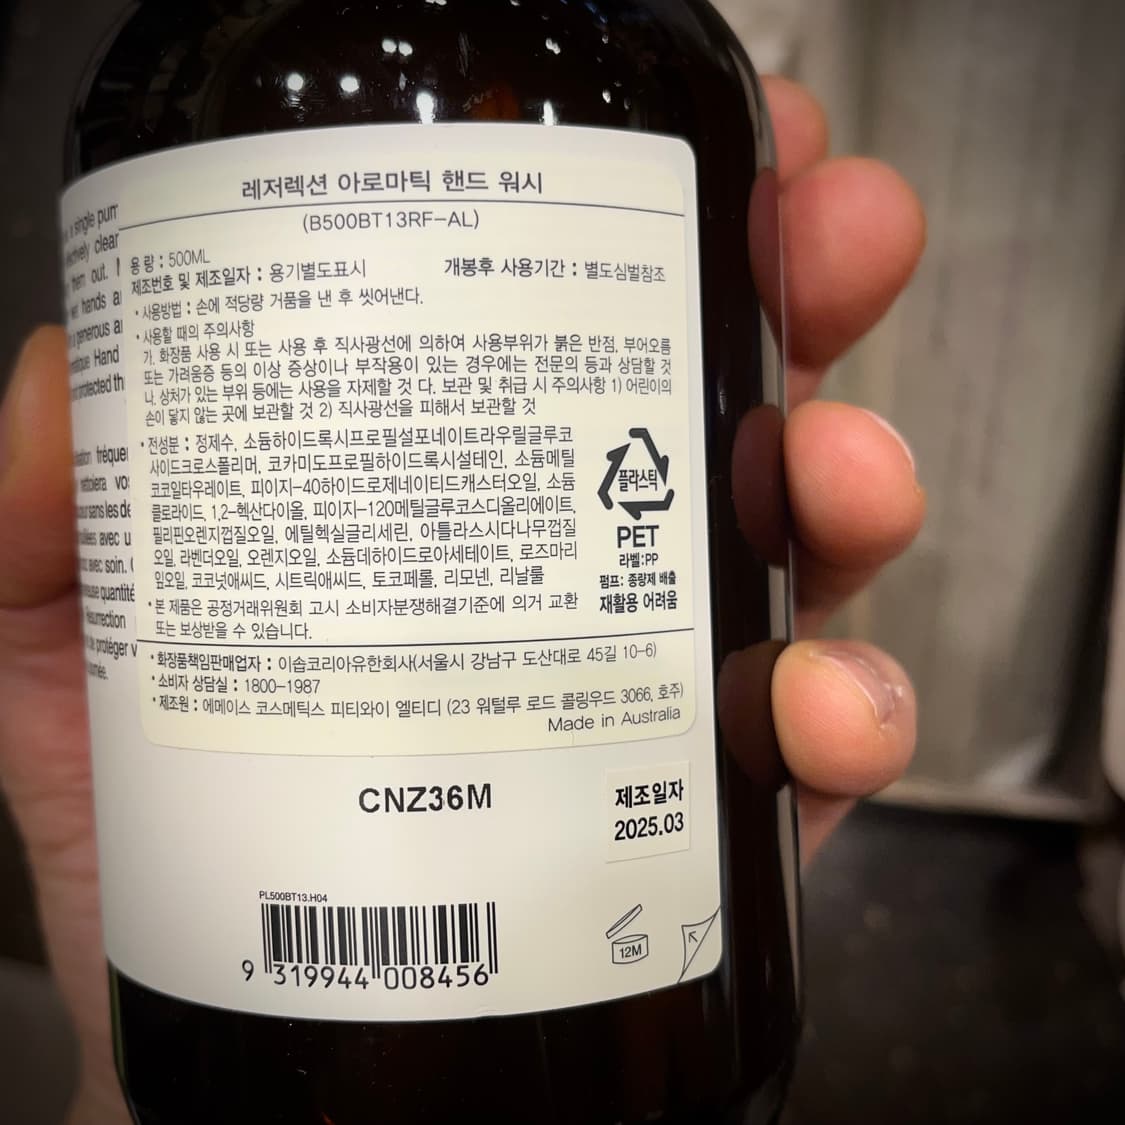 레저렉션 아로마틱 핸드 워시
(B500BT13RF-AL)
용 량 : 500ML
제조번호 및 제조일자 : 용기별도표시 개봉후 사용기간 : 별도심벌참조
• 사용방법 : 손에 적당량 거품을 낸 후 씻어낸다.
• 사용할 때의 주의사항
가. 화장품 사용 시 또는 사용 후 직사광선에 의하여 사용부위가 붉은 반점, 부어오름
또는 가려움증 등의 이상 증상이나 부작용이 있는 경우에는 전문의 등과 상담할 것
나. 상처가 있는 부위 등에는 사용을 자제할 것 다. 보관 및 취급 시 주의사항 1) 어린이의
손이 닿지 않는 곳에 보관할 것 2) 직사광선을 피해서 보관할 것
• 전성분 : 정제수, 소듐하이드록시프로필설포네이트라우릴글루코
사이드크로스폴리머, 코카미도프로필하이드록시설테인, 소듐메틸
코코일타우레이트, 피이지-40하이드로제네이티드캐스터오일, 소듐
클로라이드, 1,2-헥산다이올, 피이지-120메틸글루코스디올리에이트,
필리핀오렌지껍질오일, 에틸헥실글리세린, 아틀라스시다나무껍질
오일, 라벤더오일, 오렌지오일, 소듐데하이드로아세테이트, 로즈마리
잎오일, 코코넛애씨드, 시트릭애씨드, 토코페롤, 리모넨, 리날룰
• 본 제품은 공정거래위원회 고시 소비자분쟁해결기준에 의거 교환
또는 보상받을 수 있습니다.
플라스틱
PET
라벨:PP
펌프: 종량제 배출
재활용 어려움
• 화장품책임판매업자 : 이솝코리아유한회사(서울시 강남구 도산대로 45길 10-6)
• 소비자 상담실 : 1800-1987
• 제조원 : 에메이스 코스메틱스 피티와이 엘티디 (23 워털루 로드 콜링우드 3066, 호주)
Made in Australia
CNZ36M
제조일자
2025.03
PL500BT13.H04
9 319944 008456
12M
a single
them out.
hands
generous
Hand
protected
avec u
avec soin.
quantité
Resurrection
de protéger